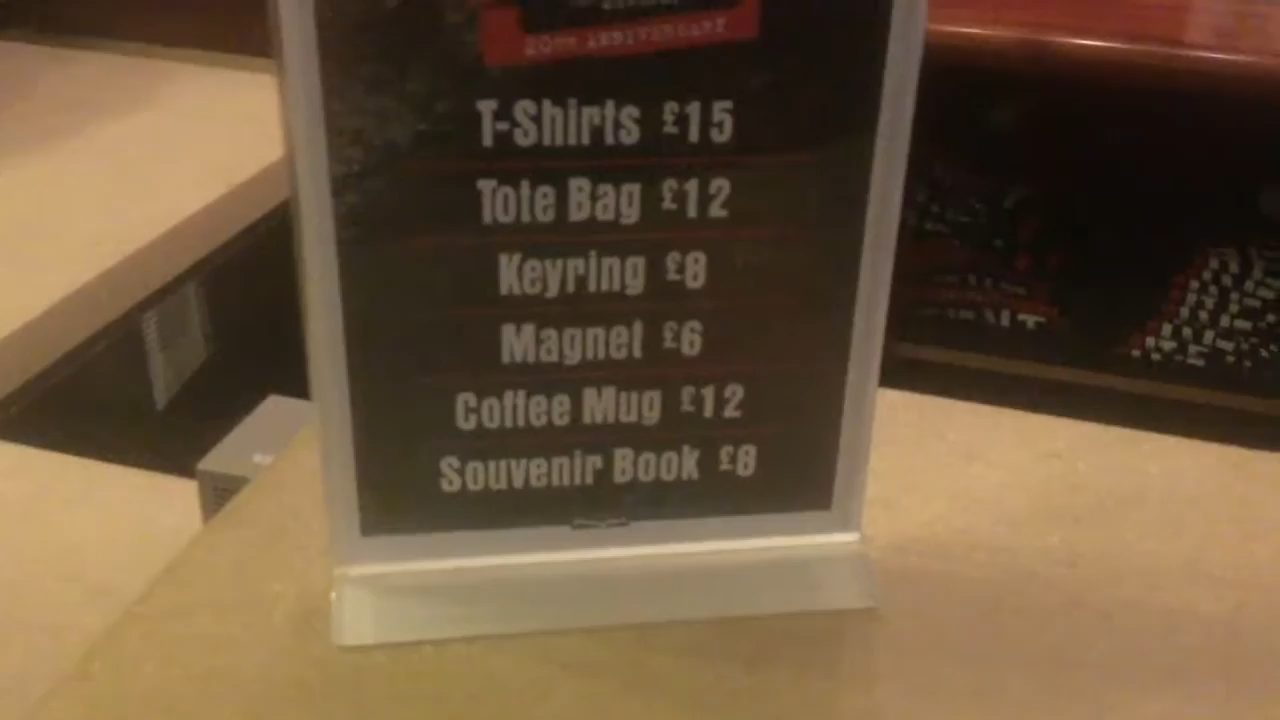 20TH ANNIVERSARY
T-Shirts £15
Tote Bag £12
Keyring £8
Magnet £6
Coffee Mug £12
Souvenir Book £8